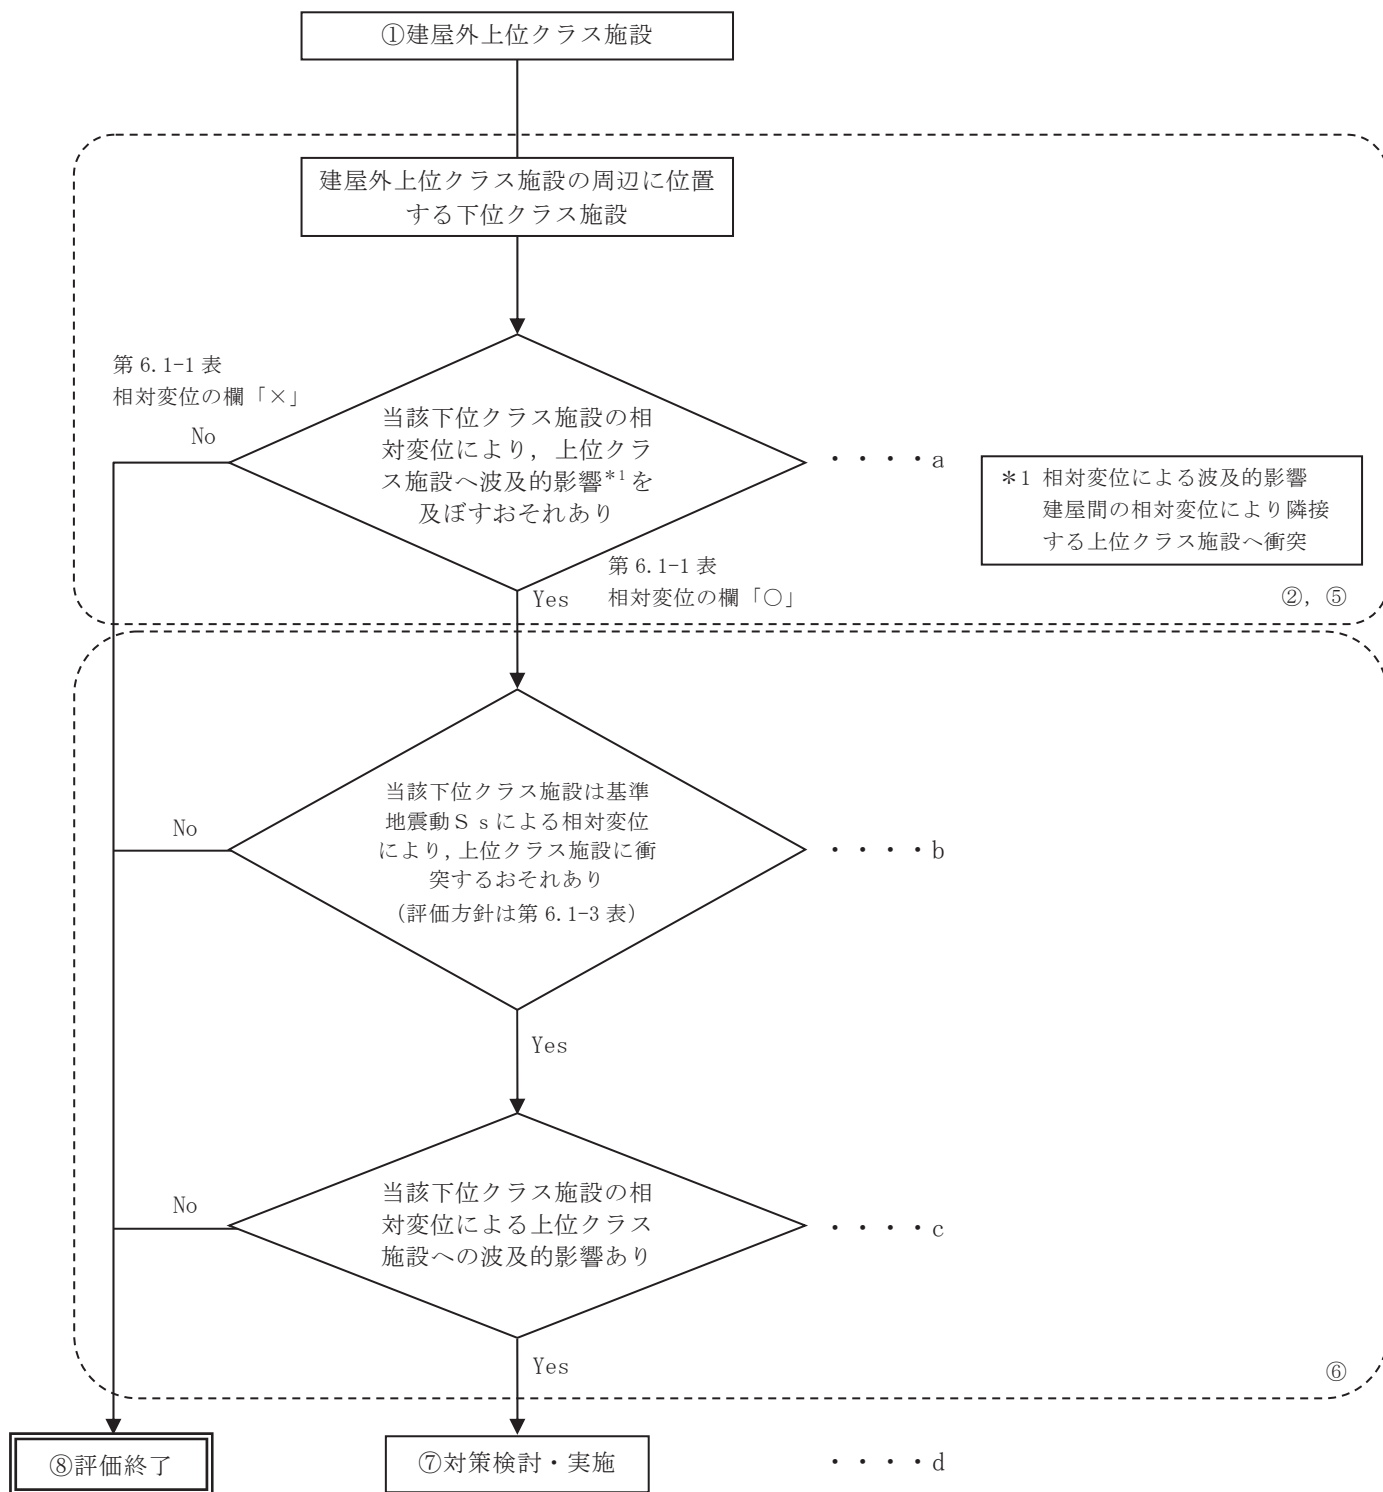 ①建屋外上位クラス施設
建屋外上位クラス施設の周辺に位置
する下位クラス施設
第 6.1-1 表
相対変位の欄「×」
No
当該下位クラス施設の相
対変位により，上位クラ
ス施設へ波及的影響*1を
及ぼすおそれあり
・・・・a
＊1 相対変位による波及的影響
建屋間の相対変位により隣接
する上位クラス施設へ衝突
第 6.1-1 表
相対変位の欄「○」
Yes
②，⑤
当該下位クラス施設は基準
地震動Ｓｓによる相対変位
により,上位クラス施設に衝
突するおそれあり
（評価方針は第 6.1-3 表）
No
・・・・b
Yes
当該下位クラス施設の相
対変位による上位クラス
施設への波及的影響あり
No
・・・・c
Yes
⑥
⑧評価終了
⑦対策検討・実施
・・・・d